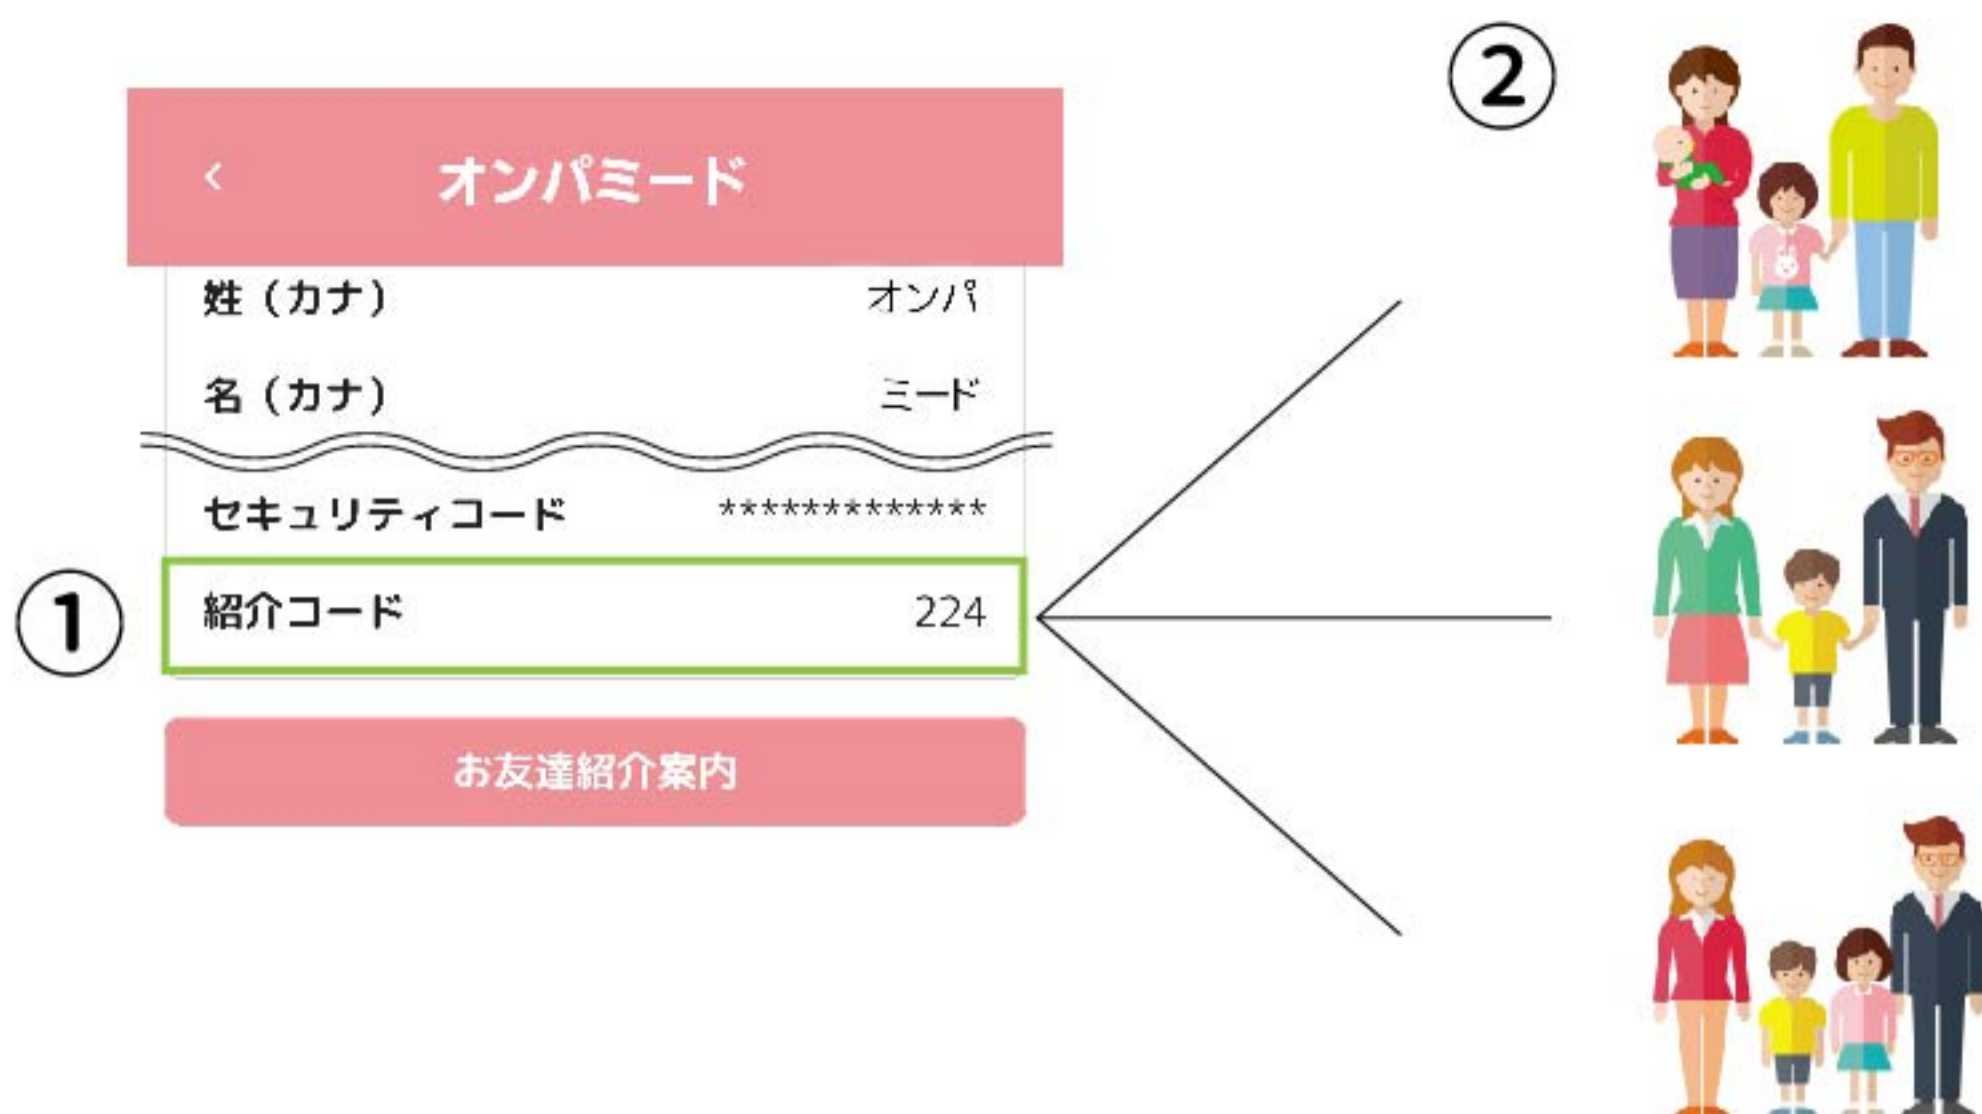 ②
オンパミード
姓（カナ） オンパ
名（カナ） ミード
セキュリティコード *************
① 紹介コード 224
お友達紹介案内